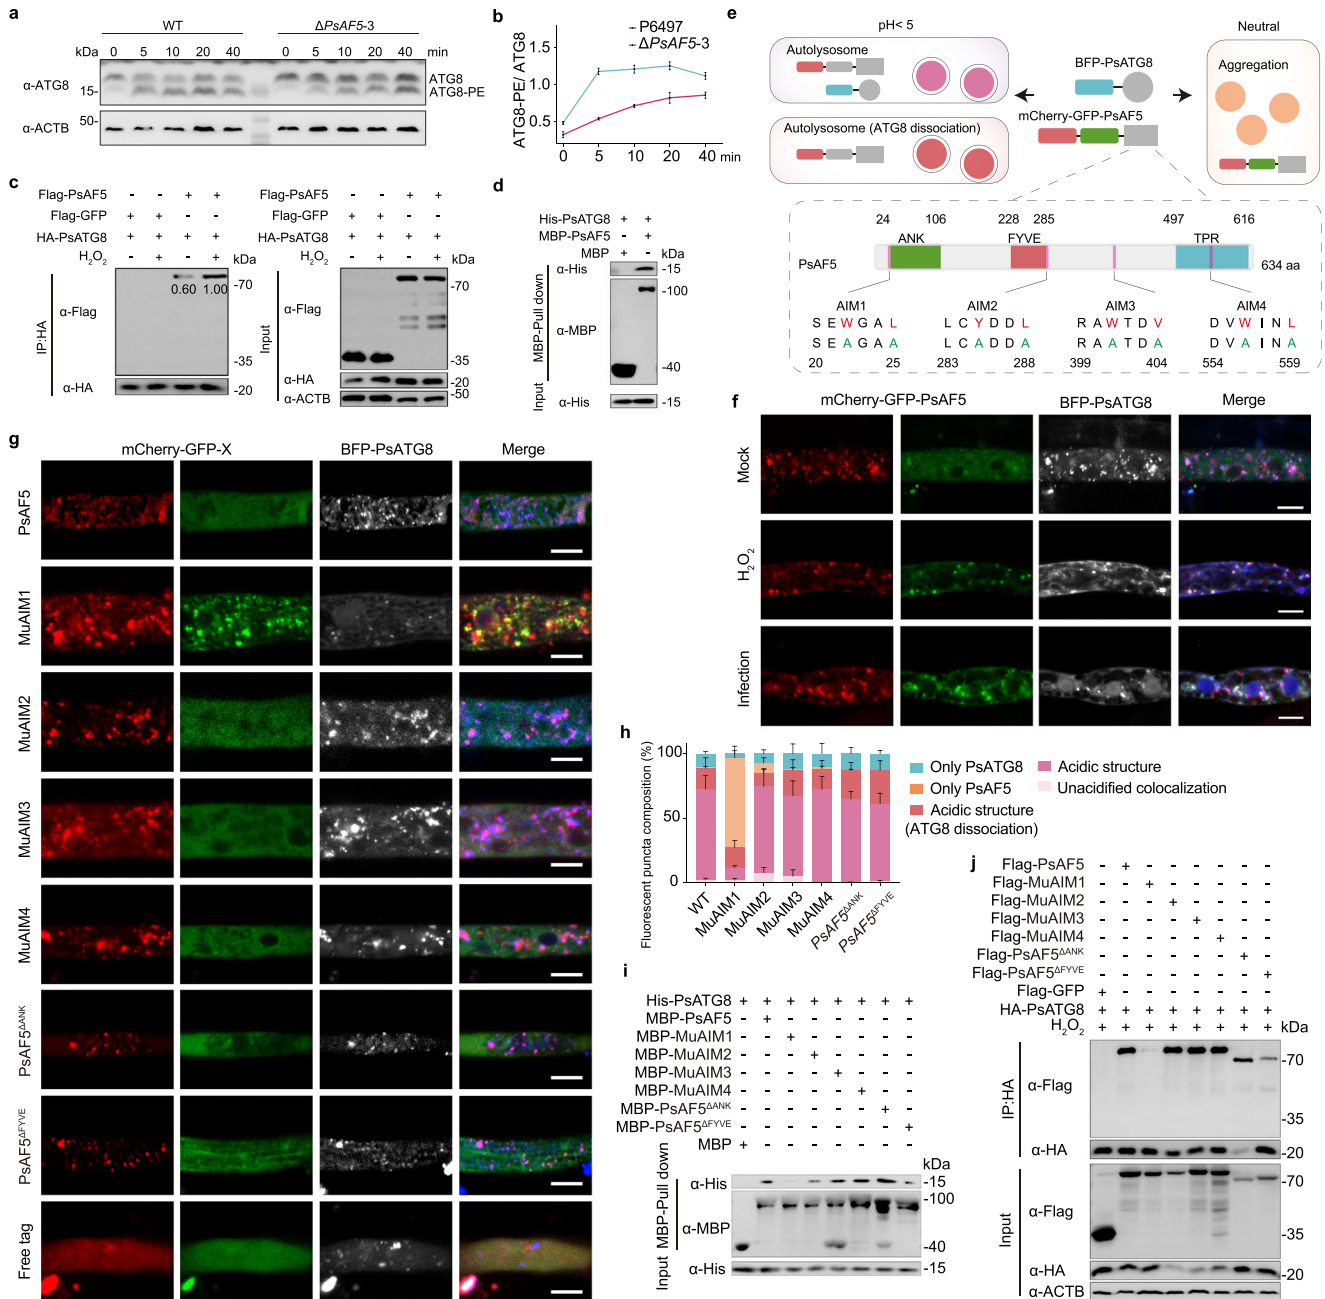 a
WT
ΔPsAF5-3
kDa
0 5 10 20 40 0 5 10 20 40 min
α-ATG8
15-
ATG8
ATG8-PE
50-
α-ACTB
b
P6497
ΔPsAF5-3
ATG8-PE/ ATG8
1.5
1.0
0.5
0 5 10 20 40 min
c
Flag-PsAF5 - - + +
Flag-GFP + + - -
HA-PsATG8 + + + +
H2O2 - + - + kDa
IP:HA
α-Flag
0.60 1.00
-70
-35
α-HA
-20
Flag-PsAF5 - - + +
Flag-GFP + + - -
HA-PsATG8 + + + +
H2O2 - + - + kDa
Input
α-Flag
-70
-35
α-HA
-20
α-ACTB
-50
d
His-PsATG8 + +
MBP-PsAF5 - +
MBP + - kDa
MBP-Pull down
α-His
-15
-100
α-MBP
-40
Input
α-His
-15
e
pH< 5
Neutral
Autolysosome
Autolysosome (ATG8 dissociation)
BFP-PsATG8
mCherry-GFP-PsAF5
Aggregation
24 106 228 285 497 616
ANK FYVE TPR
PsAF5
634 aa
AIM1 AIM2 AIM3 AIM4
S E W G A L L C Y D D L R A W T D V D V W I N L
S E A G A A L C A D D A R A A T D A D V A I N A
20 25 283 288 399 404 554 559
f
mCherry-GFP-PsAF5 BFP-PsATG8 Merge
Mock
H2O2
Infection
g
mCherry-GFP-X BFP-PsATG8 Merge
PsAF5
MuAIM1
MuAIM2
MuAIM3
MuAIM4
PsAF5ΔANK
PsAF5ΔFYVE
Free tag
h
Fluorescent puncta composition (%)
100
50
0
WT MuAIM1 MuAIM2 MuAIM3 MuAIM4 PsAF5ΔANK PsAF5ΔFYVE
Only PsATG8
Only PsAF5
Acidic structure
(ATG8 dissociation)
Acidic structure
Unacidified colocalization
i
His-PsATG8 + + + + + + + +
MBP-PsAF5 - + - - - - - -
MBP-MuAIM1 - - + - - - - -
MBP-MuAIM2 - - - + - - - -
MBP-MuAIM3 - - - - + - - -
MBP-MuAIM4 - - - - - + - -
MBP-PsAF5ΔANK - - - - - - + -
MBP-PsAF5ΔFYVE - - - - - - - +
MBP + - - - - - - -
kDa
MBP-Pull down
α-His
-15
-100
α-MBP
-40
Input
α-His
-15
j
Flag-PsAF5 - + - - - - - -
Flag-MuAIM1 - - + - - - - -
Flag-MuAIM2 - - - + - - - -
Flag-MuAIM3 - - - - + - - -
Flag-MuAIM4 - - - - - + - -
Flag-PsAF5ΔANK - - - - - - + -
Flag-PsAF5ΔFYVE - - - - - - - +
Flag-GFP + - - - - - - -
HA-PsATG8 + + + + + + + +
H2O2 + + + + + + + + kDa
IP:HA
-70
α-Flag
-35
α-HA
-20
Input
-70
α-Flag
-35
α-HA
-20
α-ACTB